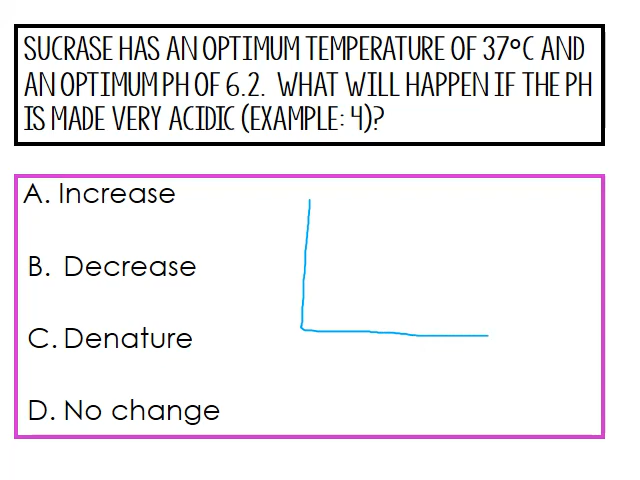 SUCRASE HAS AN OPTIMUM TEMPERATURE OF 37°C AND
AN OPTIMUM PH OF 6.2. WHAT WILL HAPPEN IF THE PH
IS MADE VERY ACIDIC (EXAMPLE: 4)?
A. Increase
B. Decrease
C. Denature
D. No change